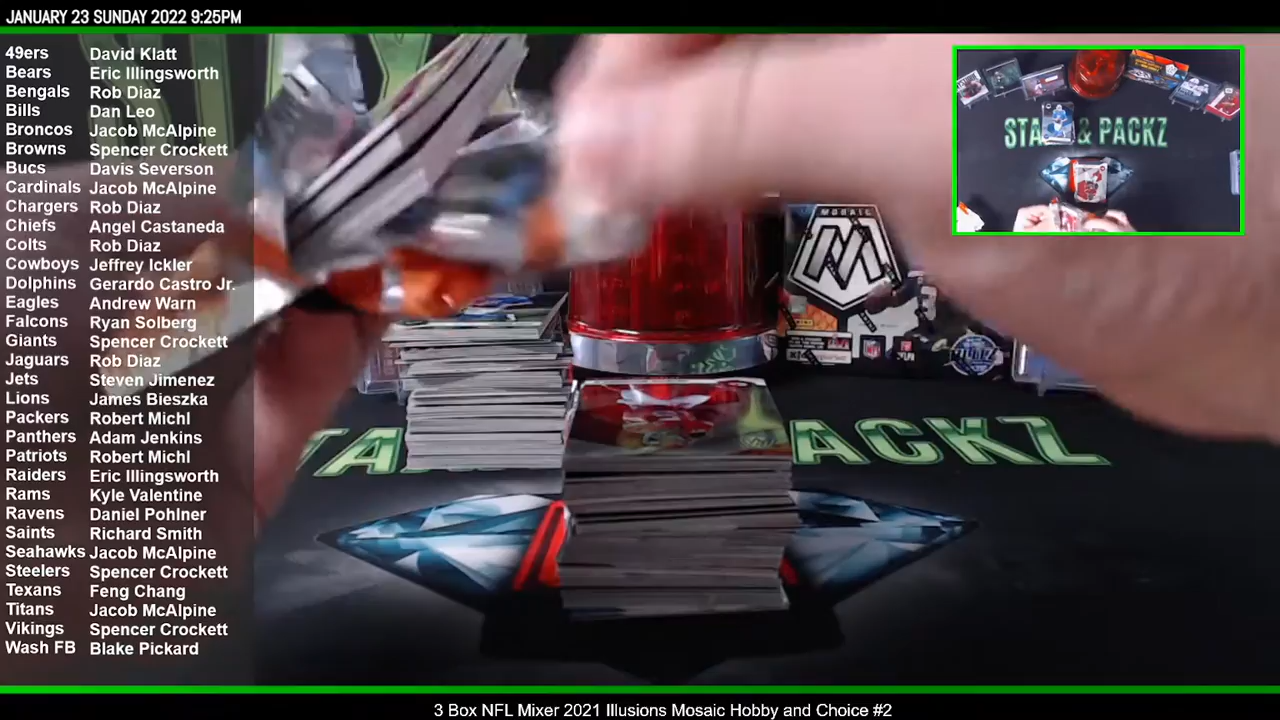 JANUARY 23 SUNDAY 2022 9:25PM
49ers David Klatt
Bears Eric Illingsworth
Bengals Rob Diaz
Bills Dan Leo
Broncos Jacob McAlpine
Browns Spencer Crockett
Bucs Davis Severson
Cardinals Jacob McAlpine
Chargers Rob Diaz
Chiefs Angel Castaneda
Colts Rob Diaz
Cowboys Jeffrey Ickler
Dolphins Gerardo Castro Jr.
Eagles Andrew Warn
Falcons Ryan Solberg
Giants Spencer Crockett
Jaguars Rob Diaz
Jets Steven Jimenez
Lions James Bieszka
Packers Robert Michl
Panthers Adam Jenkins
Patriots Robert Michl
Raiders Eric Illingsworth
Rams Kyle Valentine
Ravens Daniel Pohlner
Saints Richard Smith
Seahawks Jacob McAlpine
Steelers Spencer Crockett
Texans Feng Chang
Titans Jacob McAlpine
Vikings Spencer Crockett
Wash FB Blake Pickard
MOSAIC
STA & PACKZ
STA ACKZ
3 Box NFL Mixer 2021 Illusions Mosaic Hobby and Choice #2